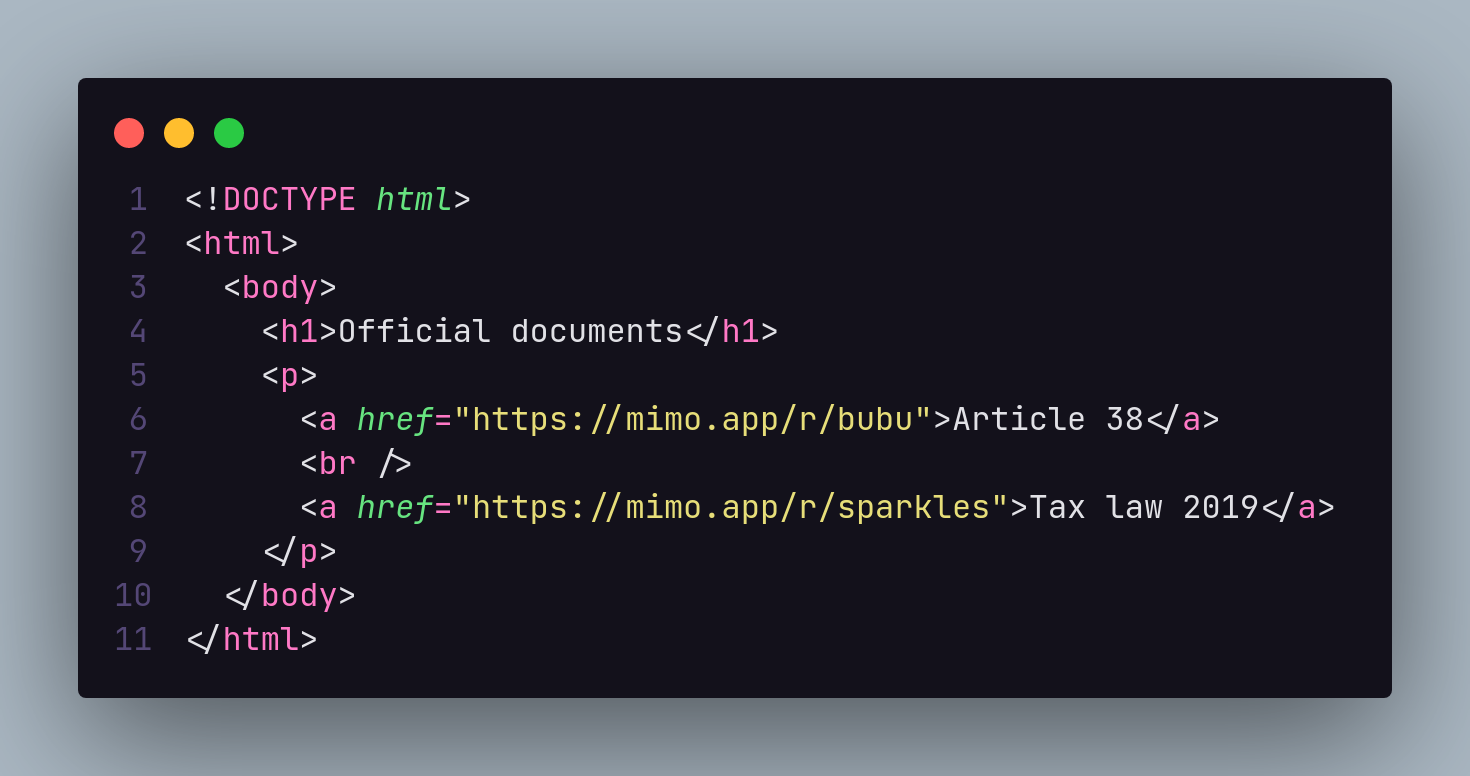 1 <!DOCTYPE html>
2 <html>
3   <body>
4     <h1>Official documents</h1>
5     <p>
6       <a href="https://mimo.app/r/bubu">Article 38</a>
7       <br />
8       <a href="https://mimo.app/r/sparkles">Tax law 2019</a>
9     </p>
10   </body>
11 </html>